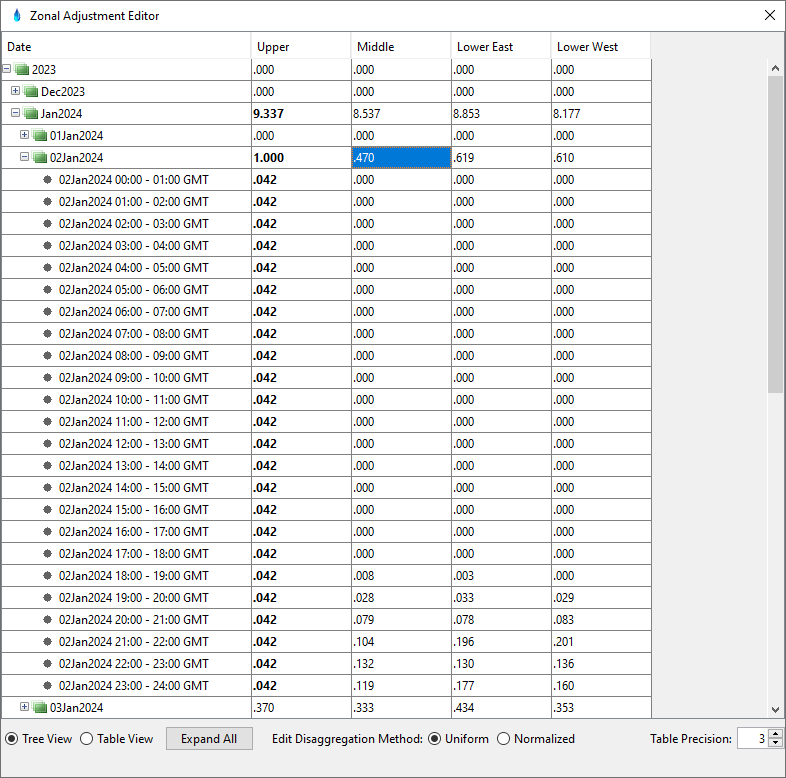 Zonal Adjustment Editor
Date Upper Middle Lower East Lower West
2023 .000 .000 .000 .000
Dec2023 .000 .000 .000 .000
Jan2024 9.337 8.537 8.853 8.177
01Jan2024 .000 .000 .000 .000
02Jan2024 1.000 .470 .619 .610
02Jan2024 00:00 - 01:00 GMT .042 .000 .000 .000
02Jan2024 01:00 - 02:00 GMT .042 .000 .000 .000
02Jan2024 02:00 - 03:00 GMT .042 .000 .000 .000
02Jan2024 03:00 - 04:00 GMT .042 .000 .000 .000
02Jan2024 04:00 - 05:00 GMT .042 .000 .000 .000
02Jan2024 05:00 - 06:00 GMT .042 .000 .000 .000
02Jan2024 06:00 - 07:00 GMT .042 .000 .000 .000
02Jan2024 07:00 - 08:00 GMT .042 .000 .000 .000
02Jan2024 08:00 - 09:00 GMT .042 .000 .000 .000
02Jan2024 09:00 - 10:00 GMT .042 .000 .000 .000
02Jan2024 10:00 - 11:00 GMT .042 .000 .000 .000
02Jan2024 11:00 - 12:00 GMT .042 .000 .000 .000
02Jan2024 12:00 - 13:00 GMT .042 .000 .000 .000
02Jan2024 13:00 - 14:00 GMT .042 .000 .000 .000
02Jan2024 14:00 - 15:00 GMT .042 .000 .000 .000
02Jan2024 15:00 - 16:00 GMT .042 .000 .000 .000
02Jan2024 16:00 - 17:00 GMT .042 .000 .000 .000
02Jan2024 17:00 - 18:00 GMT .042 .000 .000 .000
02Jan2024 18:00 - 19:00 GMT .042 .008 .003 .000
02Jan2024 19:00 - 20:00 GMT .042 .028 .033 .029
02Jan2024 20:00 - 21:00 GMT .042 .079 .078 .083
02Jan2024 21:00 - 22:00 GMT .042 .104 .196 .201
02Jan2024 22:00 - 23:00 GMT .042 .132 .130 .136
02Jan2024 23:00 - 24:00 GMT .042 .119 .177 .160
03Jan2024 .370 .333 .434 .353
Tree View Table View Expand All Edit Disaggregation Method: Uniform Normalized Table Precision: 3